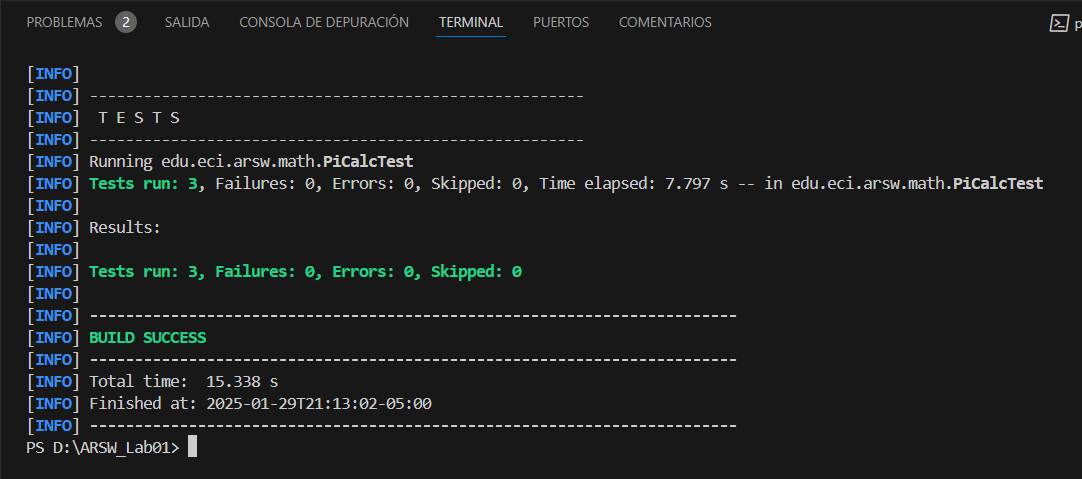 PROBLEMAS 2 SALIDA CONSOLA DE DEPURACIÓN TERMINAL PUERTOS COMENTARIOS p
[INFO]
[INFO] -------------------------------------------------------
[INFO]  T E S T S
[INFO] -------------------------------------------------------
[INFO] Running edu.eci.arsw.math.PiCalcTest
[INFO] Tests run: 3, Failures: 0, Errors: 0, Skipped: 0, Time elapsed: 7.797 s -- in edu.eci.arsw.math.PiCalcTest
[INFO]
[INFO] Results:
[INFO]
[INFO] Tests run: 3, Failures: 0, Errors: 0, Skipped: 0
[INFO]
[INFO] ------------------------------------------------------------------------
[INFO] BUILD SUCCESS
[INFO] ------------------------------------------------------------------------
[INFO] Total time:  15.338 s
[INFO] Finished at: 2025-01-29T21:13:02-05:00
[INFO] ------------------------------------------------------------------------
PS D:\ARSW_Lab01>